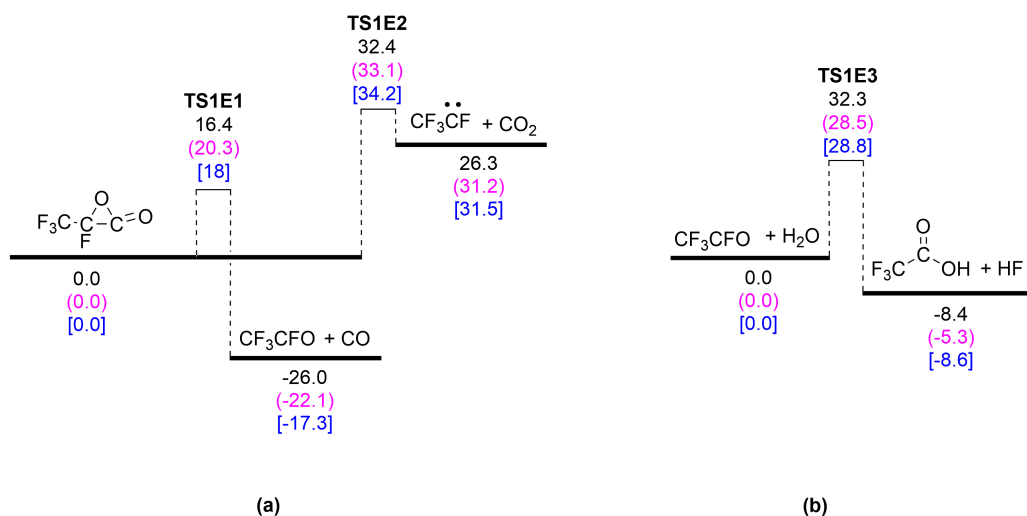 TS1E2
32.4
(33.1)
[34.2]
TS1E1
16.4
(20.3)
[18]
CF3C̈F + CO2
26.3
(31.2)
[31.5]
F3C C O C O
F
0.0
(0.0)
[0.0]
CF3CFO + CO
-26.0
(-22.1)
[-17.3]
(a)
TS1E3
32.3
(28.5)
[28.8]
CF3CFO + H2O
0.0
(0.0)
[0.0]
O
F3C C OH + HF
-8.4
(-5.3)
[-8.6]
(b)